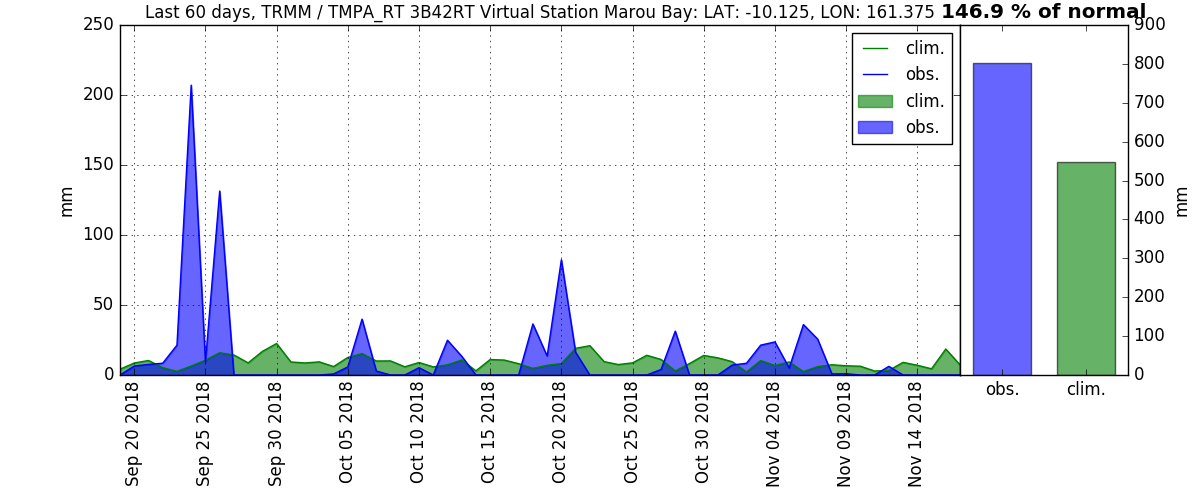 Last 60 days, TRMM / TMPA_RT 3B42RT Virtual Station Marou Bay: LAT: -10.125, LON: 161.375 146.9 % of normal
250
200
150
100
50
0
mm
clim.
obs.
clim.
obs.
900
800
700
600
500
400
300
200
100
0
mm
obs.
clim.
Sep 20 2018
Sep 25 2018
Sep 30 2018
Oct 05 2018
Oct 10 2018
Oct 15 2018
Oct 20 2018
Oct 25 2018
Oct 30 2018
Nov 04 2018
Nov 09 2018
Nov 14 2018